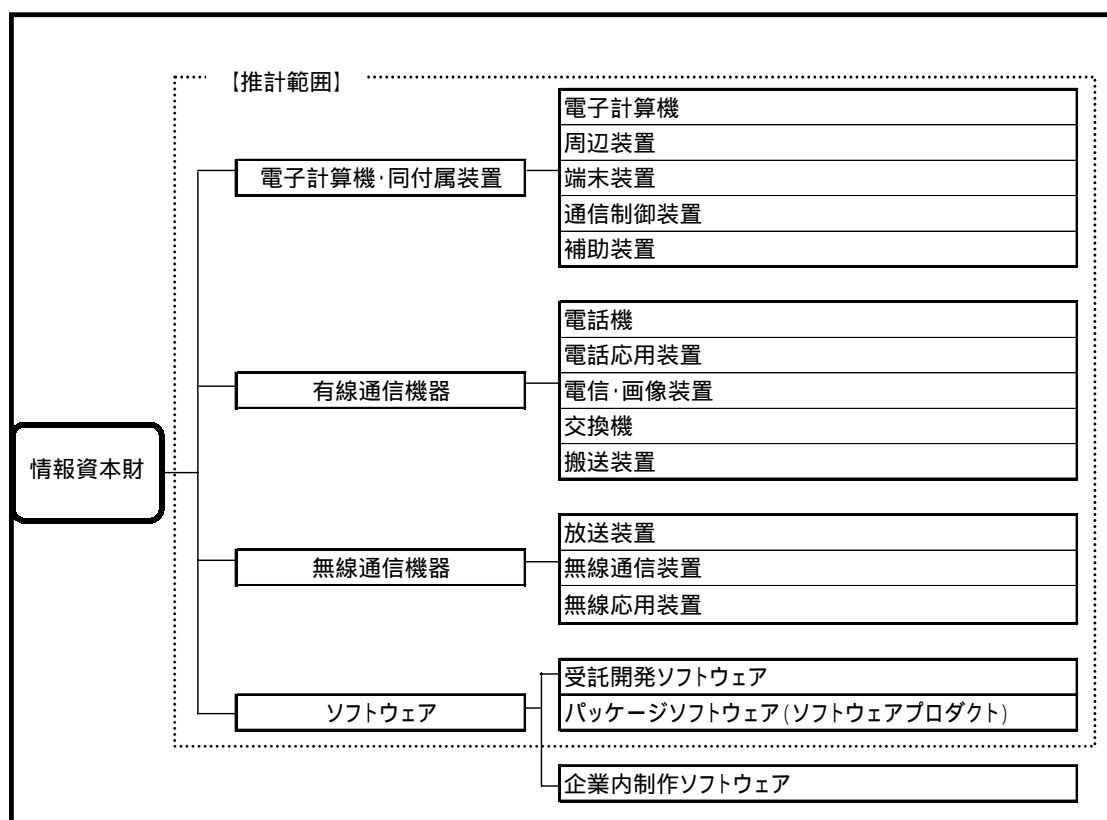 【推計範囲】
電子計算機
周辺装置
電子計算機・同付属装置
端末装置
通信制御装置
補助装置
電話機
電話応用装置
有線通信機器
電信・画像装置
交換機
情報資本財
搬送装置
放送装置
無線通信機器
無線通信装置
無線応用装置
受託開発ソフトウェア
ソフトウェア
パッケージソフトウェア(ソフトウェアプロダクト)
企業内制作ソフトウェア